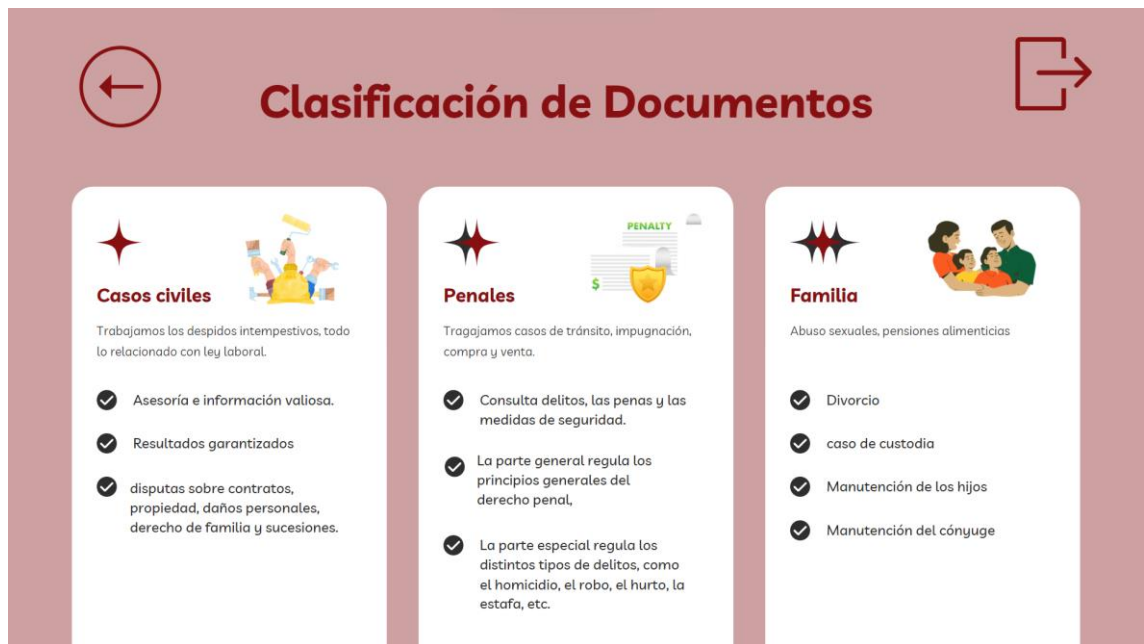 Clasificación de Documentos
Casos civiles
Trabajamos los despidos intempestivos, todo
lo relacionado con ley laboral.
Asesoría e información valiosa.
Resultados garantizados
disputas sobre contratos,
propiedad, daños personales,
derecho de familia y sucesiones.
PENALTY
$
Penales
Tragajamos casos de tránsito, impugnación,
compra y venta.
Consulta delitos, las penas y las
medidas de seguridad.
La parte general regula los
principios generales del
derecho penal,
La parte especial regula los
distintos tipos de delitos, como
el homicidio, el robo, el hurto, la
estafa, etc.
Familia
Abuso sexuales, pensiones alimenticias
Divorcio
caso de custodia
Manutención de los hijos
Manutención del cónyuge